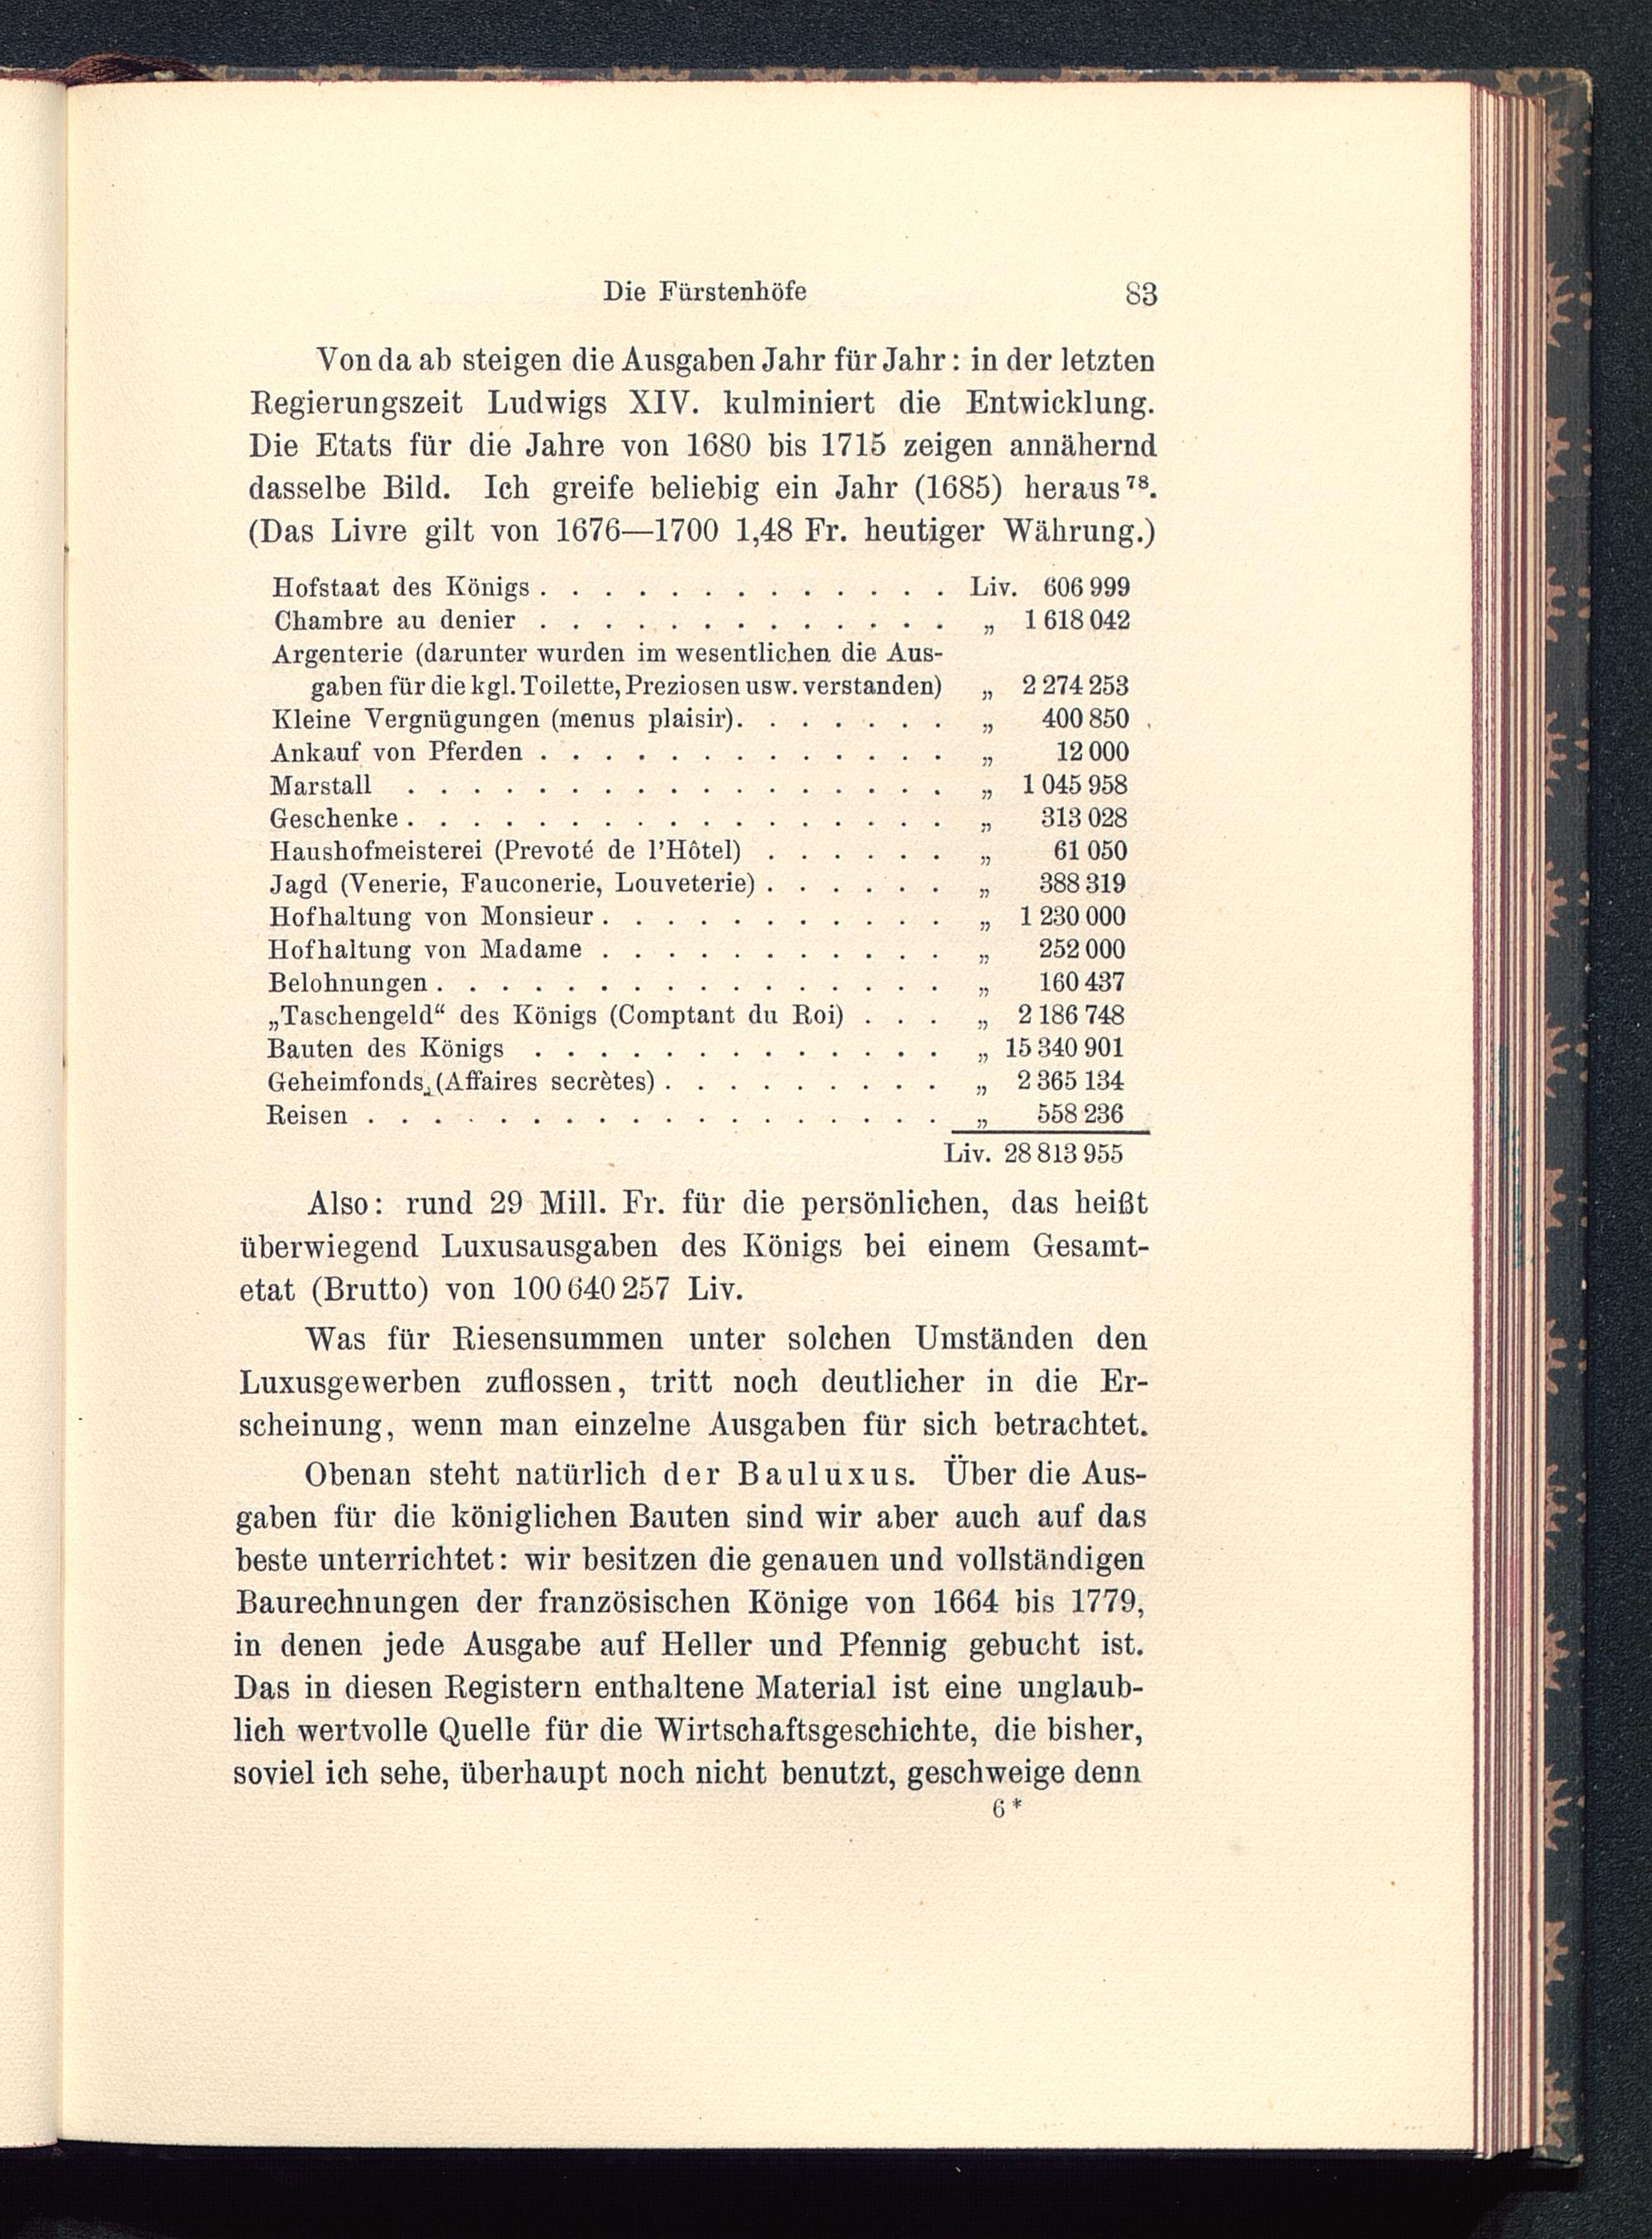 Die Fürstenhöfe 83
Von da ab steigen die Ausgaben Jahr für Jahr: in der letzten
Regierungszeit Ludwigs XIV. kulminiert die Entwicklung.
Die Etats für die Jahre von 1680 bis 1715 zeigen annähernd
dasselbe Bild. Ich greife beliebig ein Jahr (1685) heraus⁷⁸.
(Das Livre gilt von 1676—1700 1,48 Fr. heutiger Währung.)
Hofstaat des Königs . . . . . . . . . . . . . Liv. 606 999
Chambre au denier . . . . . . . . . . . . . „ 1 618 042
Argenterie (darunter wurden im wesentlichen die Aus-
gaben für die kgl. Toilette, Preziosen usw. verstanden) „ 2 274 253
Kleine Vergnügungen (menus plaisir). . . . . . . „ 400 850
Ankauf von Pferden . . . . . . . . . . . . . „ 12 000
Marstall . . . . . . . . . . . . . . . . . „ 1 045 958
Geschenke . . . . . . . . . . . . . . . . . „ 313 028
Haushofmeisterei (Prevoté de l'Hôtel) . . . . . . „ 61 050
Jagd (Venerie, Fauconerie, Louveterie) . . . . . . „ 388 319
Hofhaltung von Monsieur . . . . . . . . . . . „ 1 230 000
Hofhaltung von Madame . . . . . . . . . . . „ 252 000
Belohnungen . . . . . . . . . . . . . . . . „ 160 437
„Taschengeld“ des Königs (Comptant du Roi) . . . „ 2 186 748
Bauten des Königs . . . . . . . . . . . . . „ 15 340 901
Geheimfonds (Affaires secrètes) . . . . . . . . . „ 2 365 134
Reisen . . . . . . . . . . . . . . . . . . „ 558 236
Liv. 28 813 955
Also: rund 29 Mill. Fr. für die persönlichen, das heißt
überwiegend Luxusausgaben des Königs bei einem Gesamt-
etat (Brutto) von 100 640 257 Liv.
Was für Riesensummen unter solchen Umständen den
Luxusgewerben zuflossen, tritt noch deutlicher in die Er-
scheinung, wenn man einzelne Ausgaben für sich betrachtet.
Obenan steht natürlich der Bauluxus. Über die Aus-
gaben für die königlichen Bauten sind wir aber auch auf das
beste unterrichtet: wir besitzen die genauen und vollständigen
Baurechnungen der französischen Könige von 1664 bis 1779,
in denen jede Ausgabe auf Heller und Pfennig gebucht ist.
Das in diesen Registern enthaltene Material ist eine unglaub-
lich wertvolle Quelle für die Wirtschaftsgeschichte, die bisher,
soviel ich sehe, überhaupt noch nicht benutzt, geschweige denn
6*